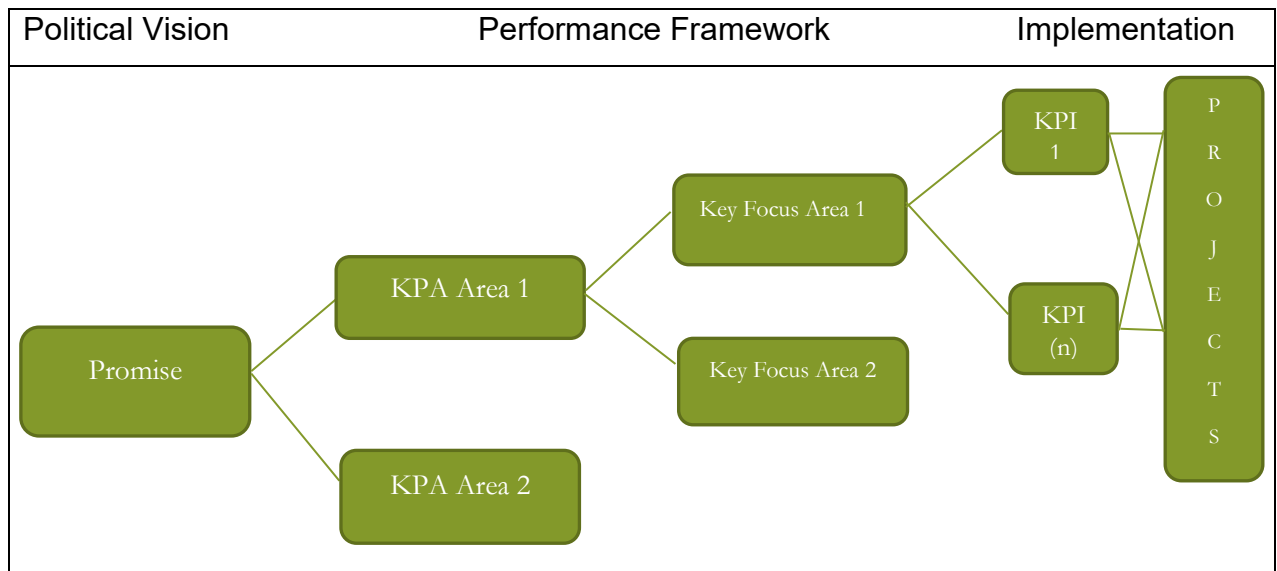 Political Vision Performance Framework Implementation
Promise
KPA Area 1
KPA Area 2
Key Focus Area 1
Key Focus Area 2
KPI
1
KPI
(n)
P
R
O
J
E
C
T
S